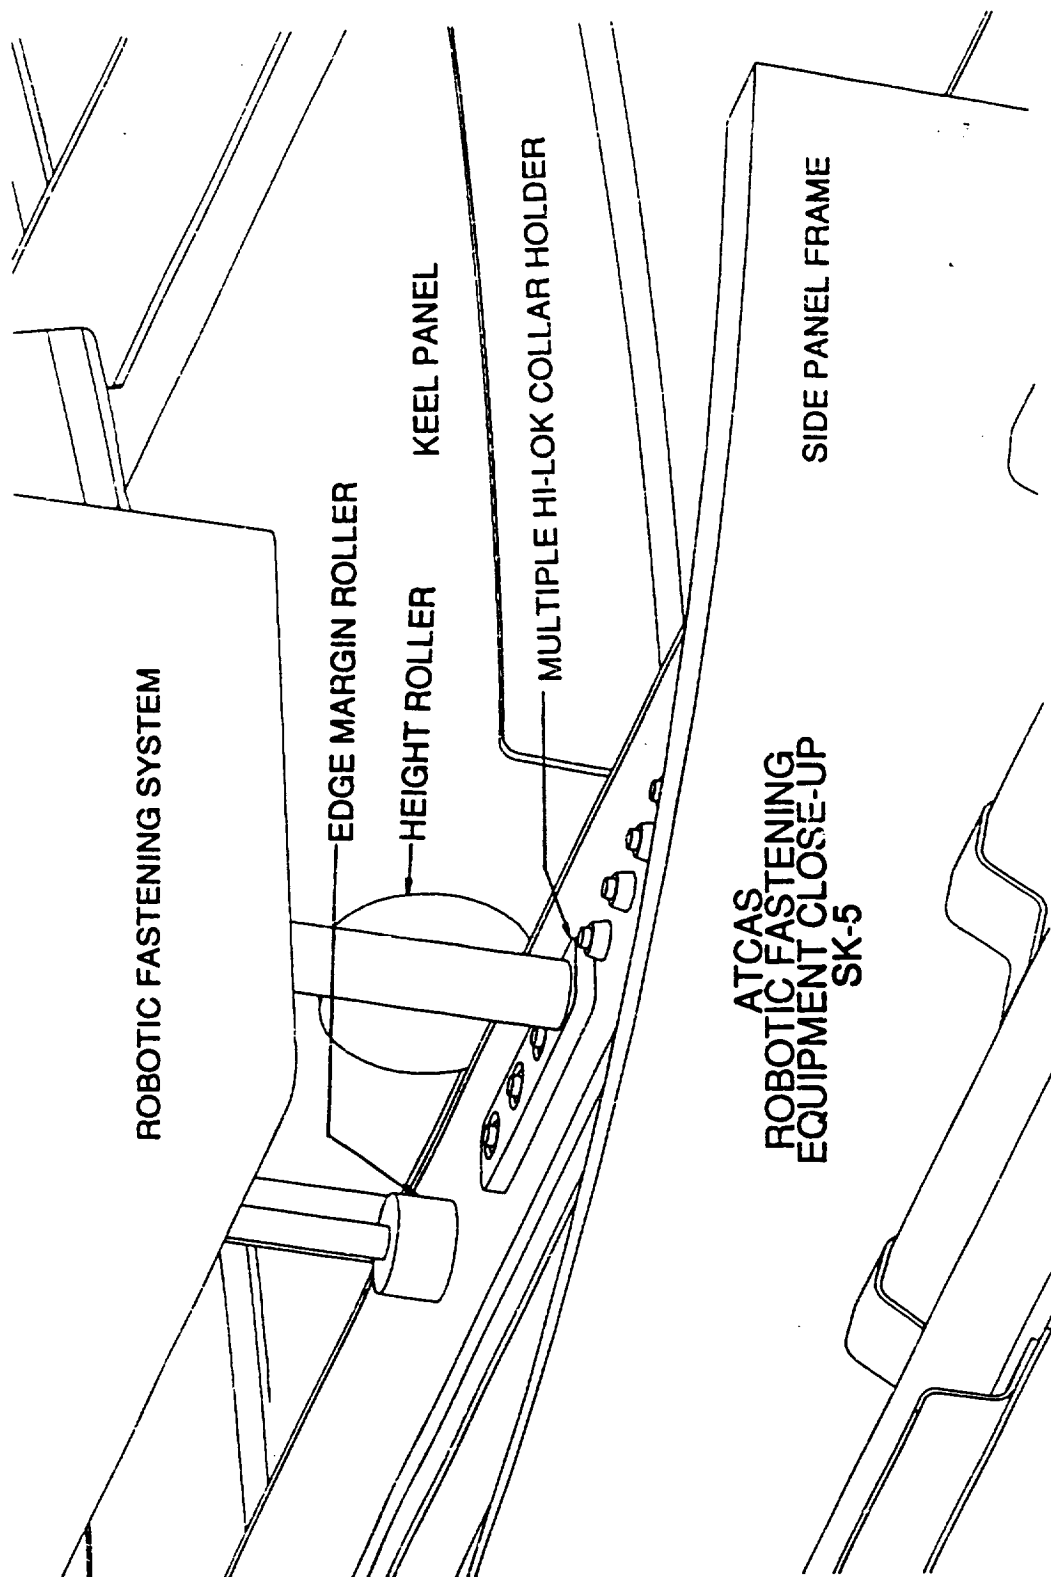 ROBOTIC FASTENING SYSTEM
EDGE MARGIN ROLLER
HEIGHT ROLLER
KEEL PANEL
MULTIPLE HI-LOK COLLAR HOLDER
SIDE PANEL FRAME
ATCAS
ROBOTIC FASTENING
EQUIPMENT CLOSE-UP
SK-5